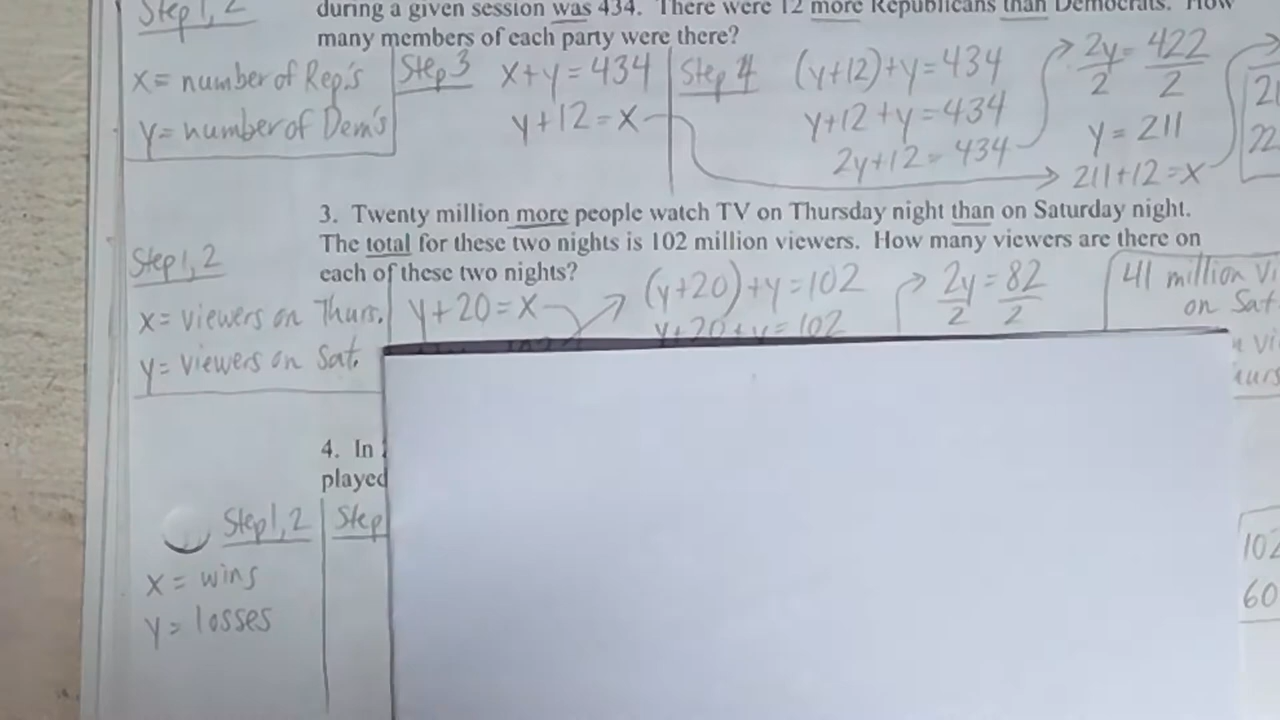 Step 1, 2
during a given session was 434. There were 12 more Republicans than Democrats. How
many members of each party were there?
x = number of Rep.'s
y = number of Dem's
Step 3
x+y=434
y+12=x
Step 4
(y+12)+y=434
y+12+y=434
2y+12=434
2y=422
2 2
y=211
211+12=x
3. Twenty million more people watch TV on Thursday night than on Saturday night.
The total for these two nights is 102 million viewers. How many viewers are there on
each of these two nights?
Step 1, 2
x= viewers on Thurs.
y= viewers on Sat.
y+20=x
(y+20)+y=102
y+20+y=102
2y=82
2 2
41 million
on Sat
4. In
played
Step 1, 2
x = wins
y = losses
Step
102
60